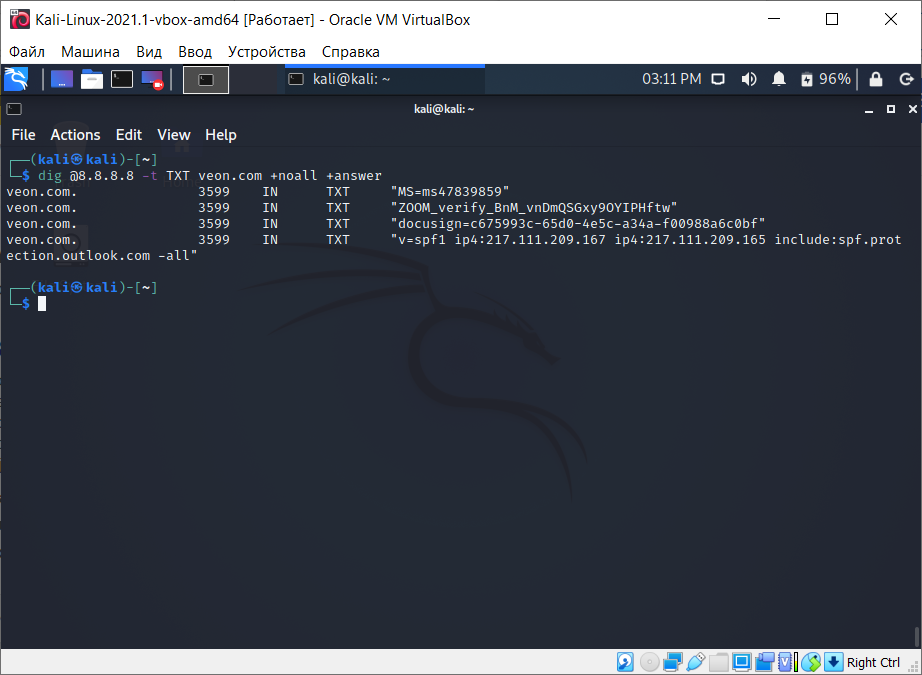 Kali-Linux-2021.1-vbox-amd64 [Работает] - Oracle VM VirtualBox
Файл Машина Вид Ввод Устройства Справка
kali@kali: ~ 03:11 PM 96%
kali@kali: ~
File Actions Edit View Help
┌──(kali㉿kali)-[~]
└─$ dig @8.8.8.8 -t TXT veon.com +noall +answer
veon.com. 3599 IN TXT "MS=ms47839859"
veon.com. 3599 IN TXT "ZOOM_verify_BnM_vnDmQSGxy9OYIPHftw"
veon.com. 3599 IN TXT "docusign=c675993c-65d0-4e5c-a34a-f00988a6c0bf"
veon.com. 3599 IN TXT "v=spf1 ip4:217.111.209.167 ip4:217.111.209.165 include:spf.prot
ection.outlook.com -all"
┌──(kali㉿kali)-[~]
└─$
Right Ctrl